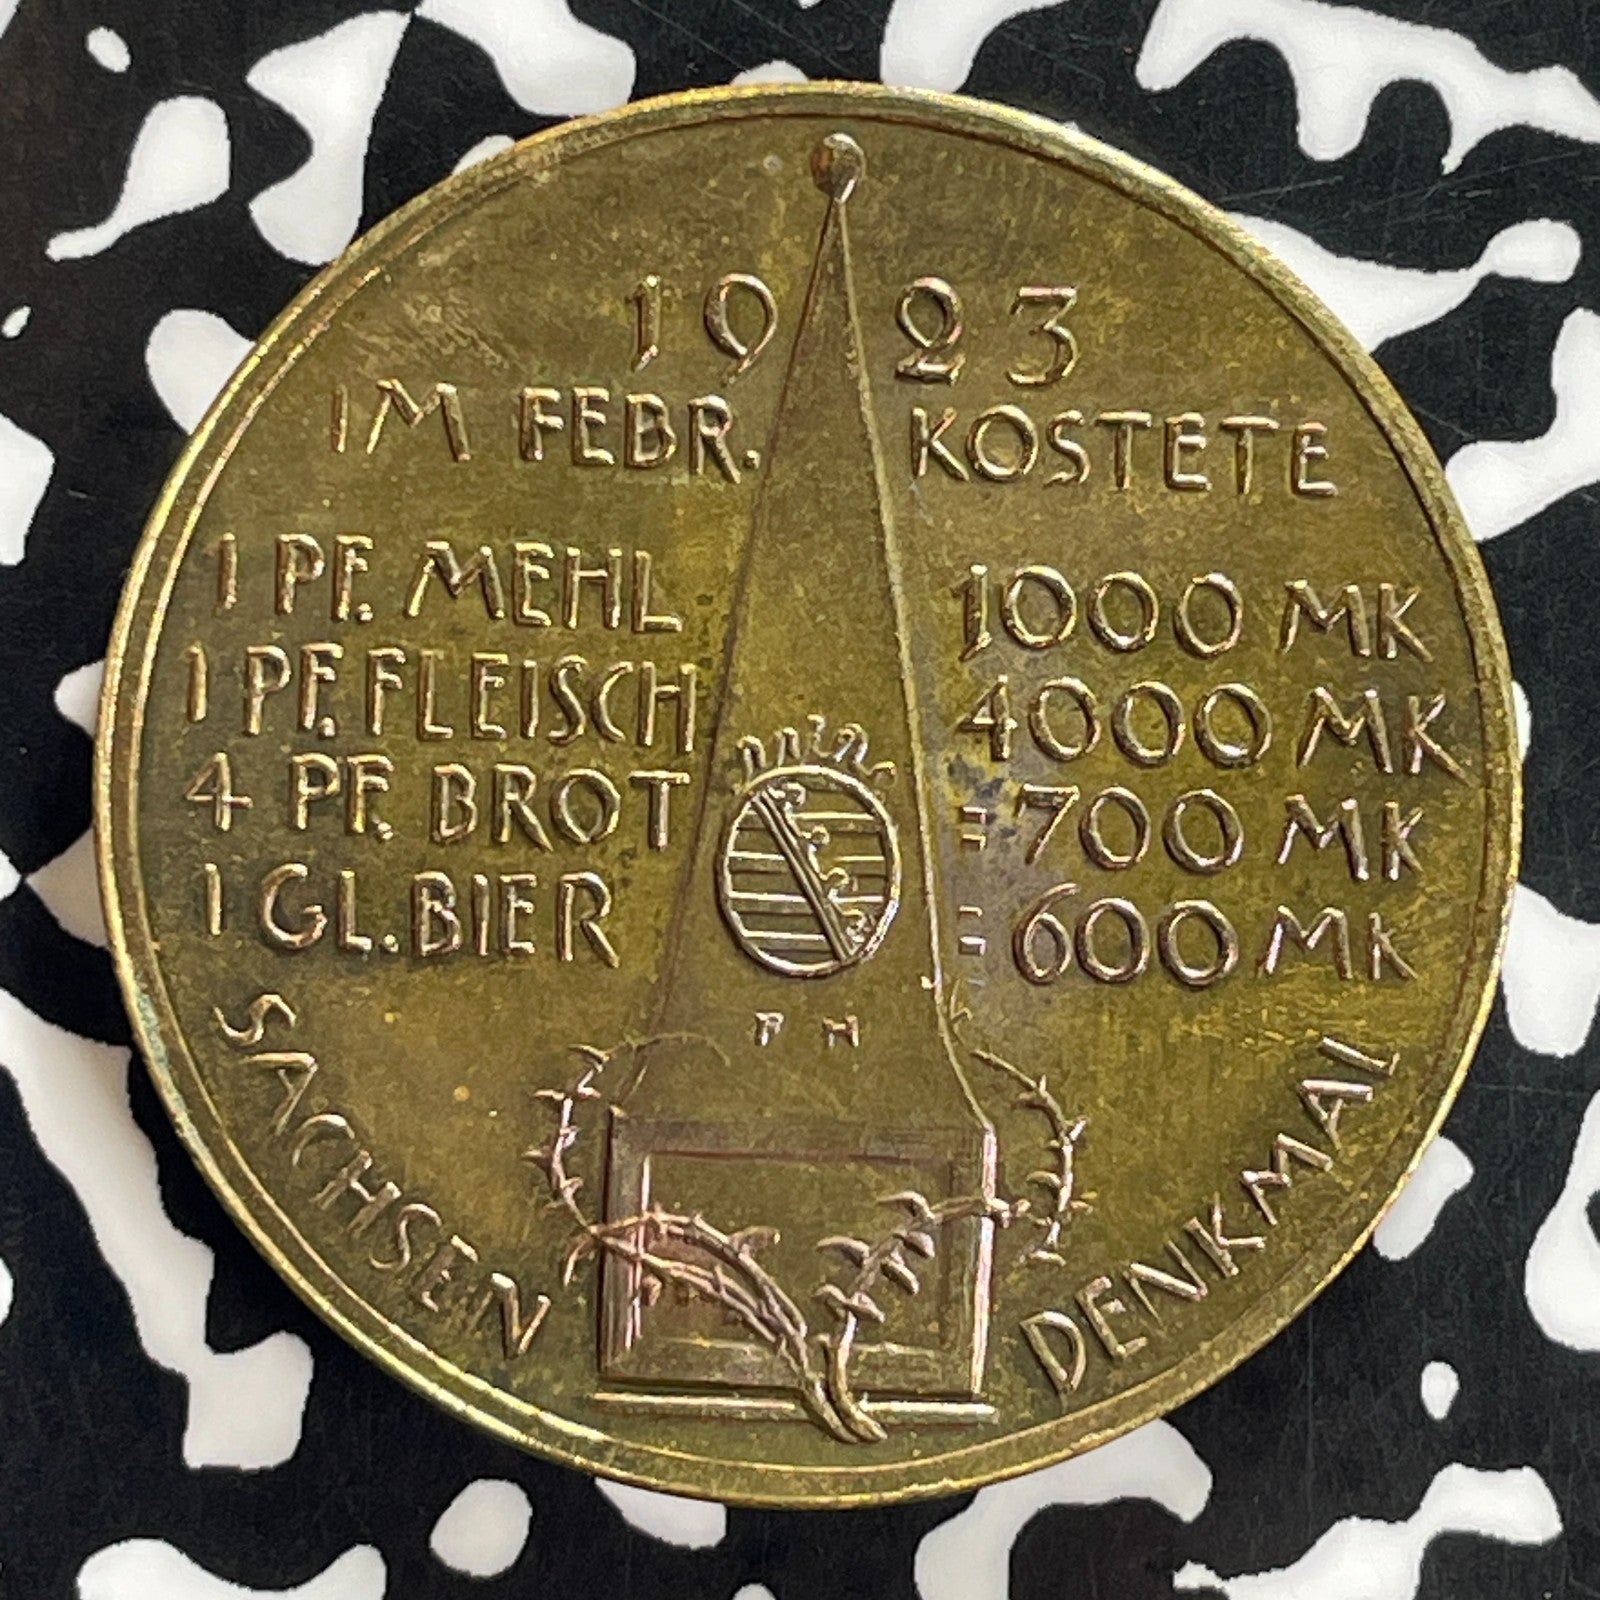 1923
IM FEBR. KOSTETE
1 PF. MEHL 1000 MK
1 PF. FLEISCH 4000 MK
4 PF. BROT = 700 MK
1 GL. BIER = 600 MK
F H
SACHSEN DENKMAL